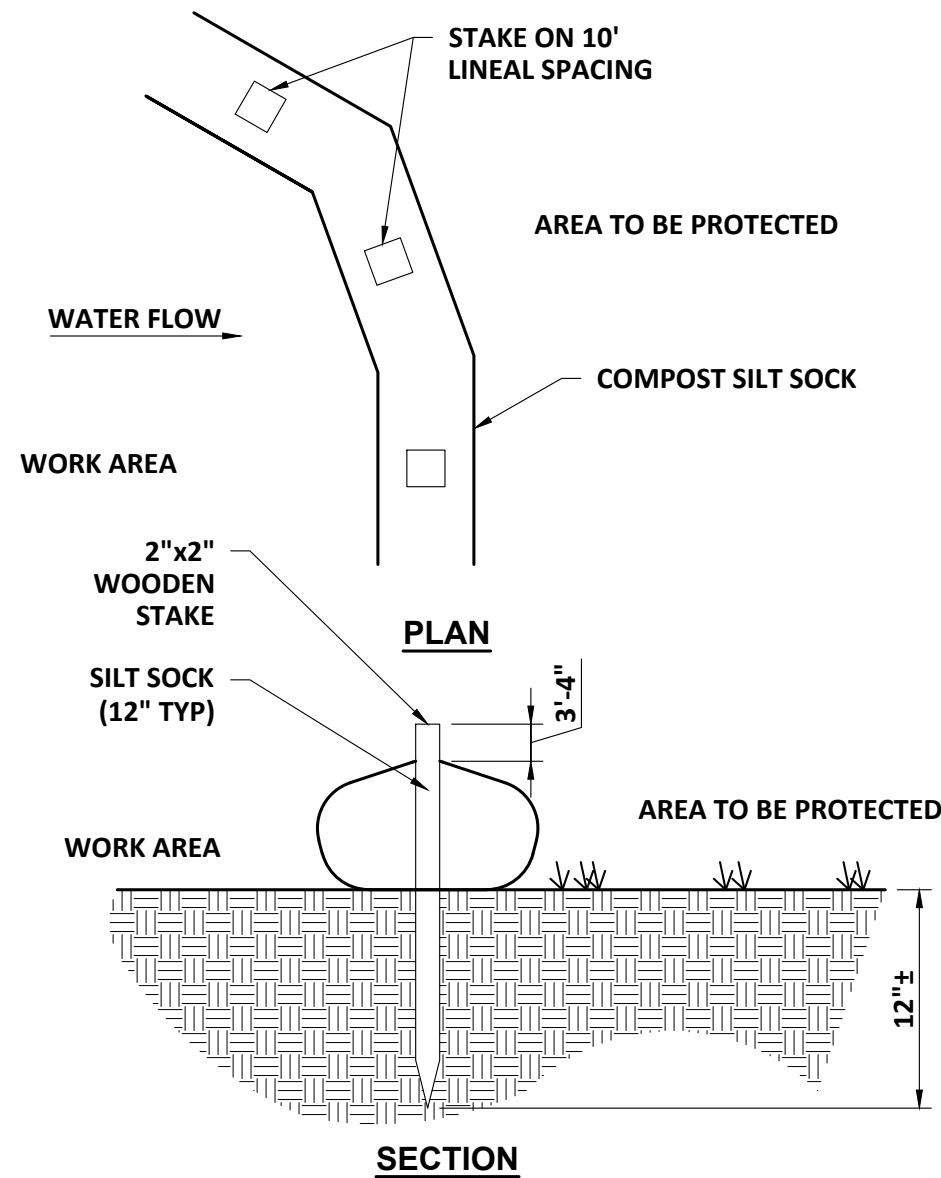 STAKE ON 10'
LINEAL SPACING
AREA TO BE PROTECTED
WATER FLOW
COMPOST SILT SOCK
WORK AREA
2"x2"
WOODEN
STAKE
PLAN
SILT SOCK
(12" TYP)
3'-4"
AREA TO BE PROTECTED
WORK AREA
12"±
SECTION